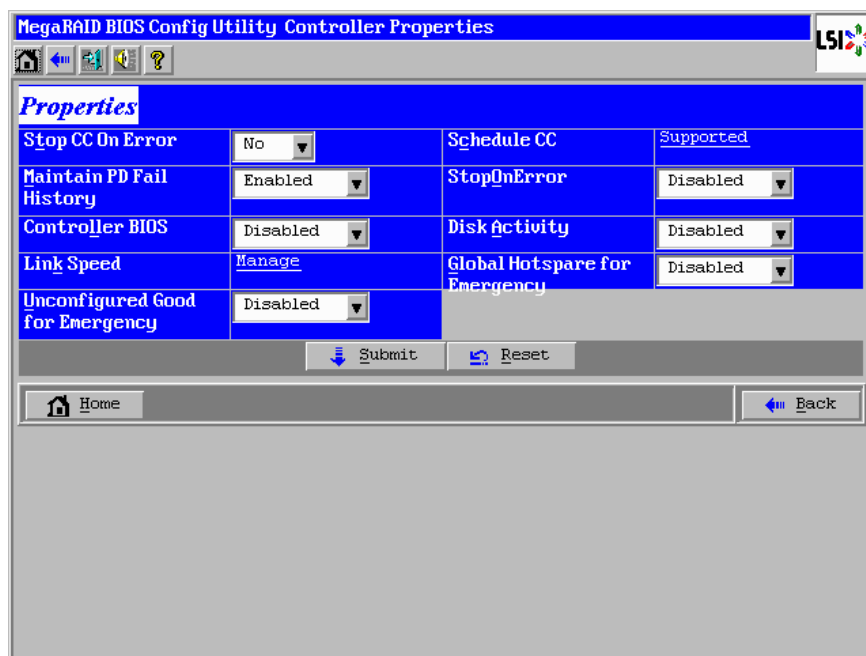 MegaRAID BIOS Config Utility Controller Properties
LSI
?
Properties
Stop CC On Error
No
Schedule CC
Supported
Maintain PD Fail History
Enabled
StopOnError
Disabled
Controller BIOS
Disabled
Disk Activity
Disabled
Link Speed
Manage
Global Hotspare for Emergency
Disabled
Unconfigured Good for Emergency
Disabled
Submit
Reset
Home
Back